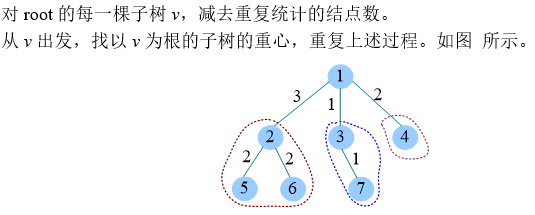 对 root 的每一棵子树 v，减去重复统计的结点数。
从 v 出发，找以 v 为根的子树的重心，重复上述过程。如图 所示。
1
3 1 2
2 3 4
2 2 1
5 6 7